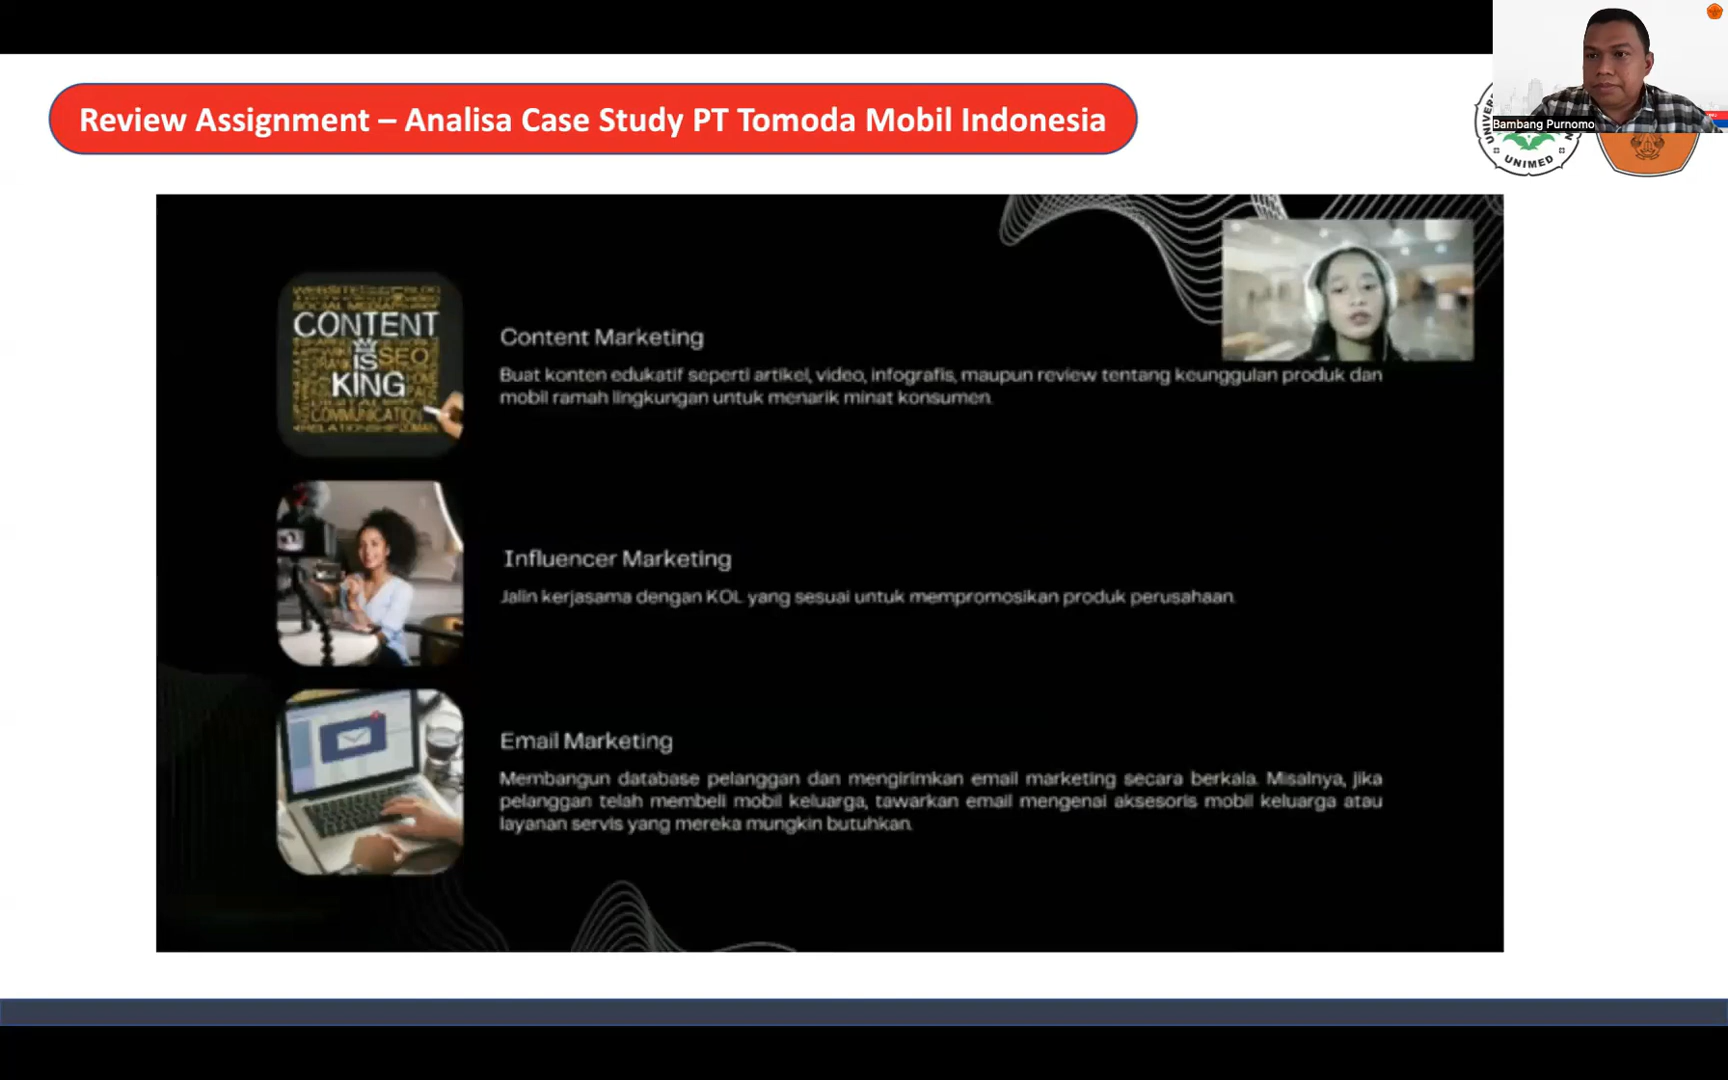 Review Assignment – Analisa Case Study PT Tomoda Mobil Indonesia
Bambang Purnomo
UNIVER
UNIMED
CONTENT
IS SEO
KING
COMMUNICATION
RELATIONSHIP
Content Marketing
Buat konten edukatif seperti artikel, video, infografis, maupun review tentang keunggulan produk dan
mobil ramah lingkungan untuk menarik minat konsumen.
Influencer Marketing
Jalin kerjasama dengan KOL yang sesuai untuk mempromosikan produk perusahaan.
Email Marketing
Membangun database pelanggan dan mengirimkan email marketing secara berkala. Misalnya, jika
pelanggan telah membeli mobil keluarga, tawarkan email mengenai aksesoris mobil keluarga atau
layanan servis yang mereka mungkin butuhkan.